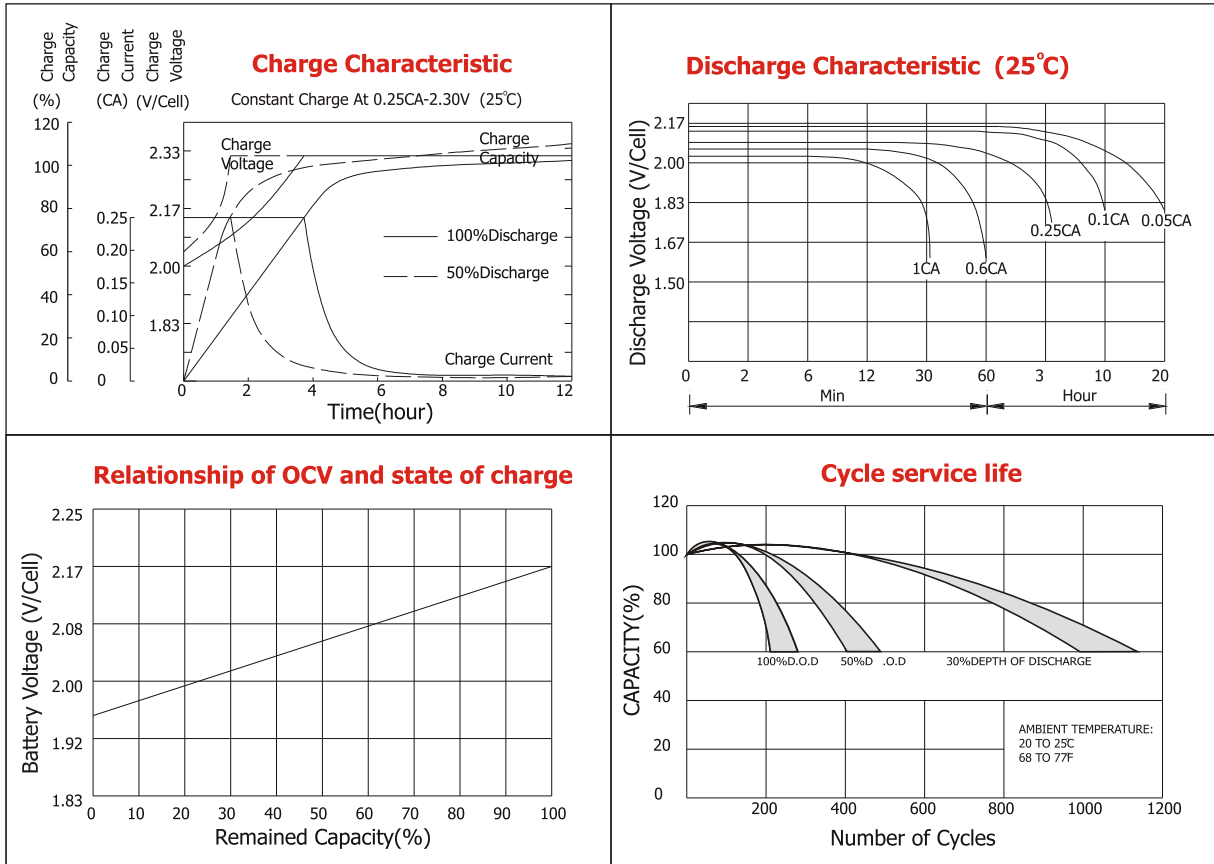 Charge Capacity
Charge Current
Charge Voltage
(%)
(CA)
(V/Cell)
Charge Characteristic
Constant Charge At 0.25CA-2.30V (25°C)
120
100
80
60
40
20
0
0.25
0.20
0.15
0.10
0.05
0
2.33
2.17
2.00
1.83
Charge
Voltage
Charge
Capacity
100%Discharge
50%Discharge
Charge Current
0 2 4 6 8 10 12
Time(hour)
Discharge Characteristic (25°C)
Discharge Voltage (V/Cell)
2.17
2.00
1.83
1.67
1.50
1CA
0.6CA
0.25CA
0.1CA
0.05CA
0 2 6 12 30 60 3 10 20
Min
Hour
Relationship of OCV and state of charge
Battery Voltage (V/Cell)
2.25
2.17
2.08
2.00
1.92
1.83
0 10 20 30 40 50 60 70 80 90 100
Remained Capacity(%)
Cycle service life
CAPACITY(%)
120
100
80
60
40
20
0
100%D.O.D
50%D .O.D
30%DEPTH OF DISCHARGE
AMBIENT TEMPERATURE:
20 TO 25°C
68 TO 77°F
200 400 600 800 1000 1200
Number of Cycles